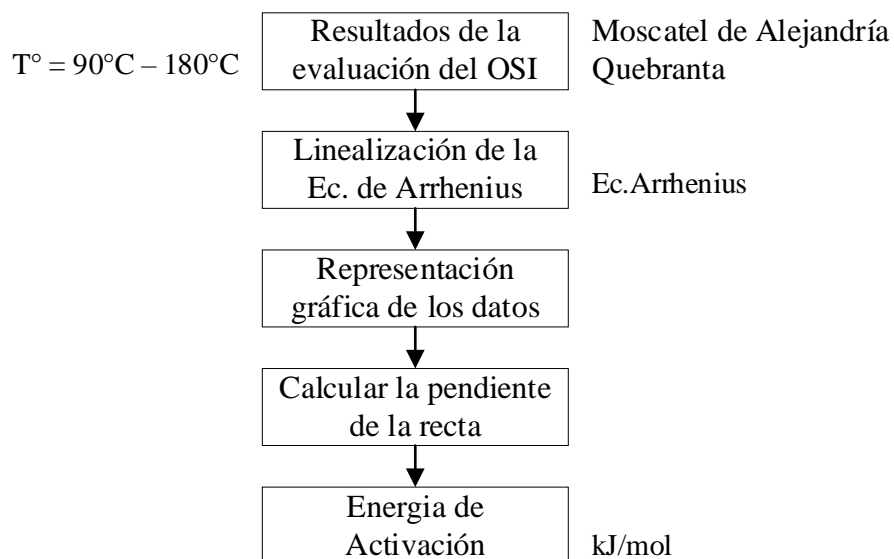 Resultados de la
evaluación del OSI
T° = 90°C – 180°C
Moscatel de Alejandría
Quebranta
Linealización de la
Ec. de Arrhenius
Ec.Arrhenius
Representación
gráfica de los datos
Calcular la pendiente
de la recta
Energia de
Activación
kJ/mol